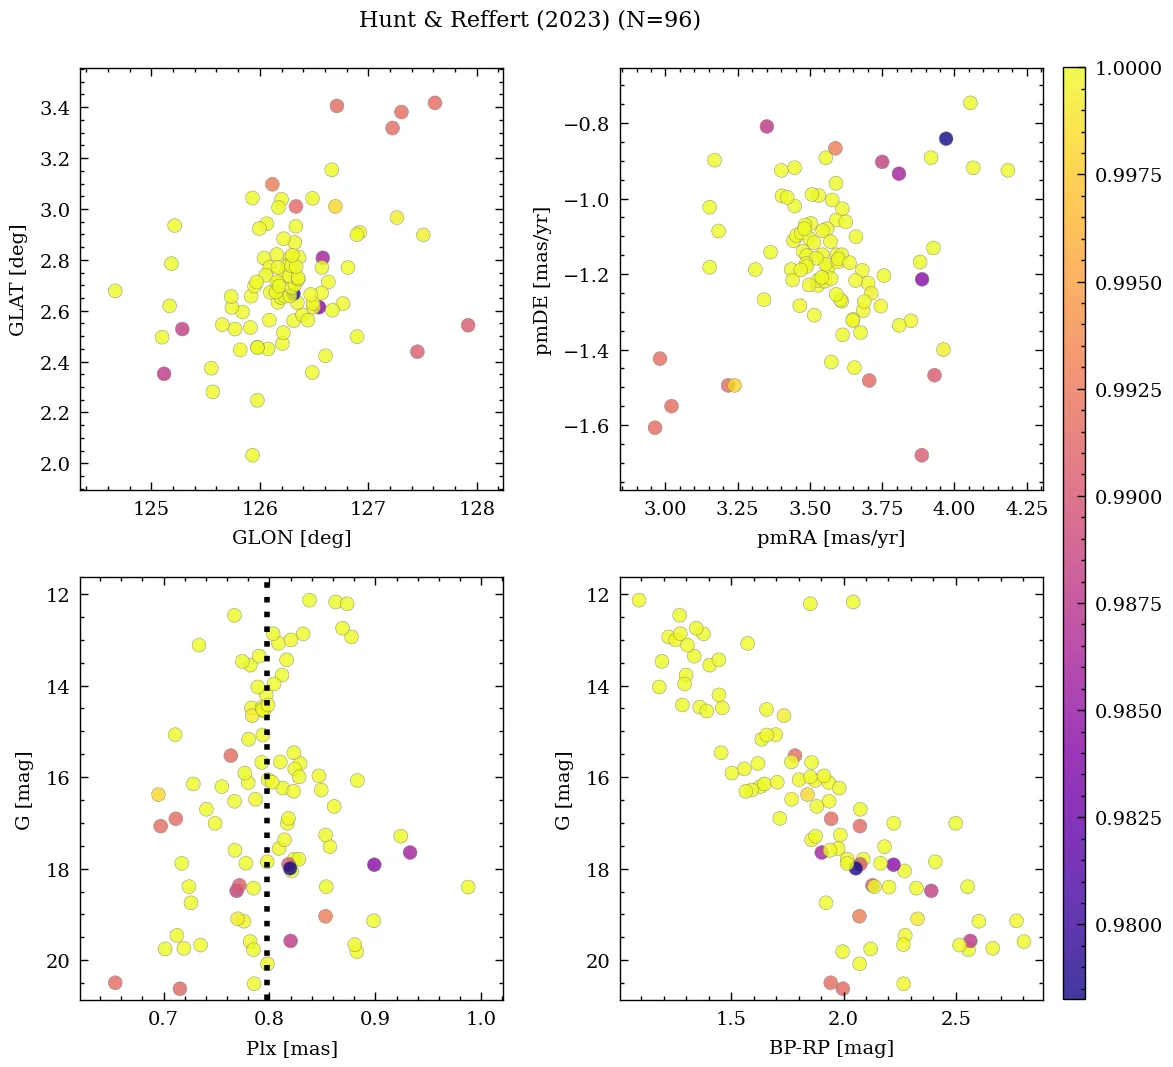 Hunt & Reffert (2023) (N=96)
3.4
3.2
3.0
2.8
2.6
2.4
2.2
2.0
GLAT [deg]
125 126 127 128
GLON [deg]
−0.8
−1.0
−1.2
−1.4
−1.6
pmDE [mas/yr]
3.00 3.25 3.50 3.75 4.00 4.25
pmRA [mas/yr]
12
14
16
18
20
G [mag]
0.7 0.8 0.9 1.0
Plx [mas]
12
14
16
18
20
G [mag]
1.5 2.0 2.5
BP-RP [mag]
1.0000
0.9975
0.9950
0.9925
0.9900
0.9875
0.9850
0.9825
0.9800